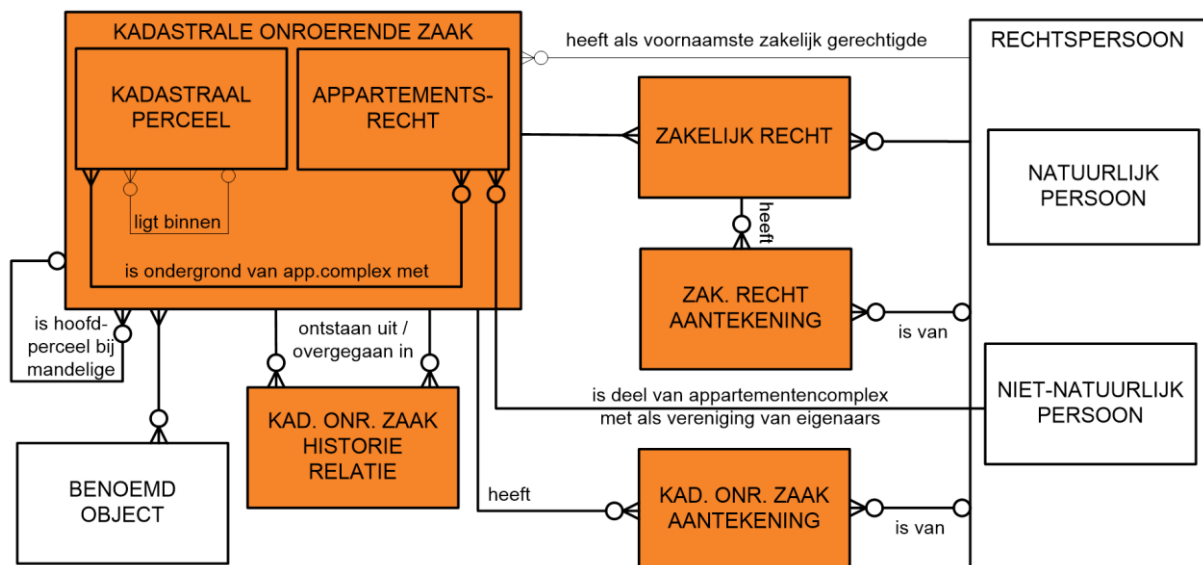 KADASTRALE ONROERENDE ZAAK
KADASTRAAL
PERCEEL
APPARTEMENTS-
RECHT
ligt binnen
is ondergrond van app.complex met
heeft als voornaamste zakelijk gerechtigde
RECHTSPERSOON
ZAKELIJK RECHT
NATUURLIJK
PERSOON
heeft
ZAK. RECHT
AANTEKENING
is van
is hoofd-
perceel bij
mandelige
ontstaan uit /
overgegaan in
KAD. ONR. ZAAK
HISTORIE
RELATIE
is deel van appartementencomplex
met als vereniging van eigenaars
NIET-NATUURLIJK
PERSOON
BENOEMD
OBJECT
heeft
KAD. ONR. ZAAK
AANTEKENING
is van